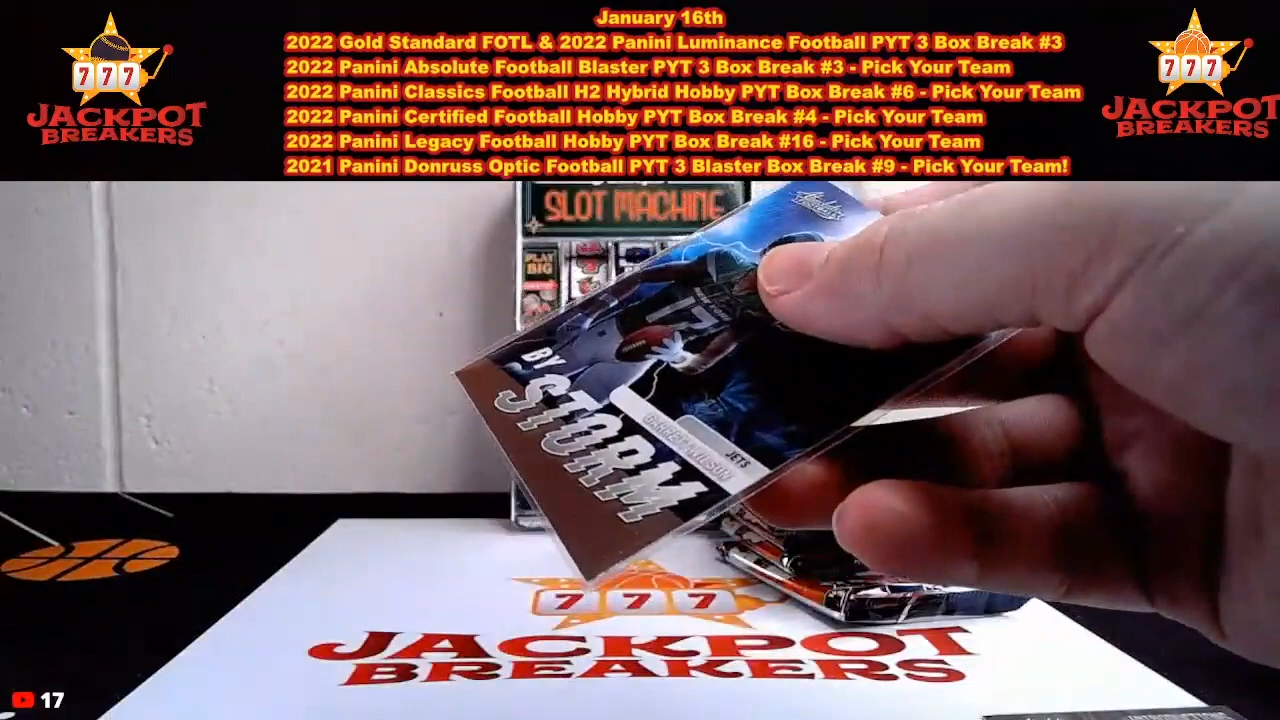 January 16th
2022 Gold Standard FOTL & 2022 Panini Luminance Football PYT 3 Box Break #3
2022 Panini Absolute Football Blaster PYT 3 Box Break #3 - Pick Your Team
2022 Panini Classics Football H2 Hybrid Hobby PYT Box Break #6 - Pick Your Team
2022 Panini Certified Football Hobby PYT Box Break #4 - Pick Your Team
2022 Panini Legacy Football Hobby PYT Box Break #16 - Pick Your Team
2021 Panini Donruss Optic Football PYT 3 Blaster Box Break #9 - Pick Your Team!
777
JACKPOT
BREAKERS
777
JACKPOT
BREAKERS
SLOT MACHINE
PLAY
BIG
Absolute
17
BY
STORM
GARRETT WILSON
JETS
777
JACKPOT
BREAKERS
17